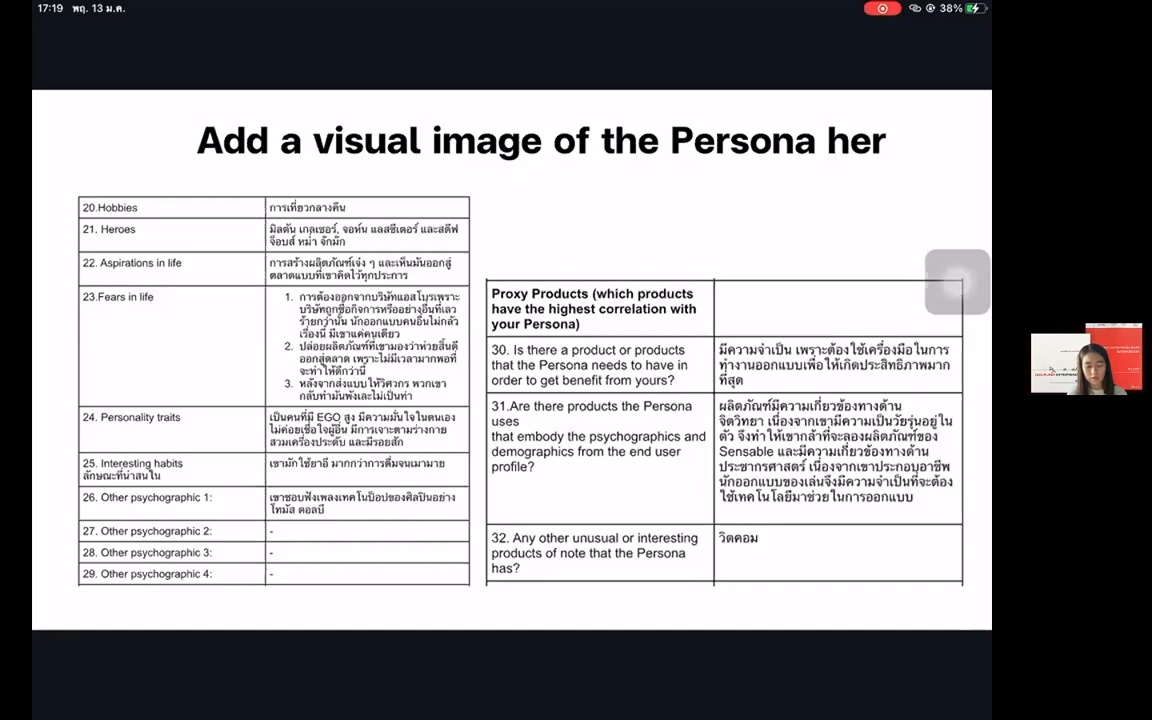 17:19 พฤ. 13 ม.ค.
38%
Add a visual image of the Persona her
20.Hobbies
การเที่ยวกลางคืน
21. Heroes
มิลตัน เกลเซอร์, จอห์น แลสซีเตอร์ และสตีฟ
จ๊อบส์ หม่า จักมัก
22. Aspirations in life
การสร้างผลิตภัณฑ์เจ๋ง ๆ และเห็นมันออกสู่
ตลาดแบบที่เขาคิดไว้ทุกประการ
23.Fears in life
1. การต้องออกจากบริษัทแฮสโบรเพราะ
บริษัทถูกซื้อกิจการหรืออย่างอื่นที่เลว
ร้ายกว่านั้น นักออกแบบคนอื่นไม่กลัว
เรื่องนี้ มีเขาแค่คนเดียว
2. ปล่อยผลิตภัณฑ์ที่เขามองว่าห่วยสิ้นดี
ออกสู่ตลาด เพราะไม่มีเวลามากพอที่
จะทำให้ดีกว่านี้
3. หลังจากส่งแบบให้วิศวกร พวกเขา
กลับทำมันพังเละไม่เป็นท่า
24. Personality traits
เป็นคนที่มี EGO สูง มีความมั่นใจในตนเอง
ไม่ค่อยเชื่อใจผู้อื่น มีการเจาะตามร่างกาย
สวมเครื่องประดับ และมีรอยสัก
25. Interesting habits
ลักษณะที่น่าสนใน
เขามักใช้ยาอี มากกว่าการดื่มจนเมามาย
26. Other psychographic 1:
เขาชอบฟังเพลงเทคโนป็อปของศิลปินอย่าง
โทมัส ดอลบี
27. Other psychographic 2:
-
28. Other psychographic 3:
-
29. Other psychographic 4:
-
Proxy Products (which products
have the highest correlation with
your Persona)
30. Is there a product or products
that the Persona needs to have in
order to get benefit from yours?
มีความจำเป็น เพราะต้องใช้เครื่องมือในการ
ทำงานออกแบบเพื่อให้เกิดประสิทธิภาพมาก
ที่สุด
31.Are there products the Persona
uses
that embody the psychographics and
demographics from the end user
profile?
ผลิตภัณฑ์มีความเกี่ยวข้องทางด้าน
จิตวิทยา เนื่องจากเขามีความเป็นวัยรุ่นอยู่ใน
ตัว จึงทำให้เขากล้าที่จะลองผลิตภัณฑ์ของ
Sensable และมีความเกี่ยวข้องทางด้าน
ประชากรศาสตร์ เนื่องจากเขาประกอบอาชีพ
นักออกแบบของเล่นจึงมีความจำเป็นที่จะต้อง
ใช้เทคโนโลยีมาช่วยในการออกแบบ
32. Any other unusual or interesting
products of note that the Persona
has?
วิตคอม